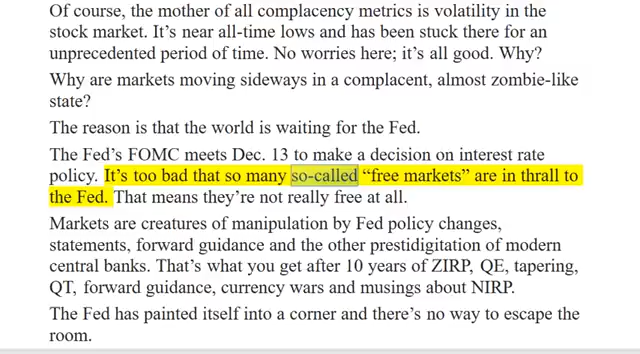 Of course, the mother of all complacency metrics is volatility in the
stock market. It’s near all-time lows and has been stuck there for an
unprecedented period of time. No worries here; it’s all good. Why?
Why are markets moving sideways in a complacent, almost zombie-like
state?
The reason is that the world is waiting for the Fed.
The Fed’s FOMC meets Dec. 13 to make a decision on interest rate
policy. It’s too bad that so many so-called “free markets” are in thrall to
the Fed. That means they’re not really free at all.
Markets are creatures of manipulation by Fed policy changes,
statements, forward guidance and the other prestidigitation of modern
central banks. That’s what you get after 10 years of ZIRP, QE, tapering,
QT, forward guidance, currency wars and musings about NIRP.
The Fed has painted itself into a corner and there’s no way to escape the
room.